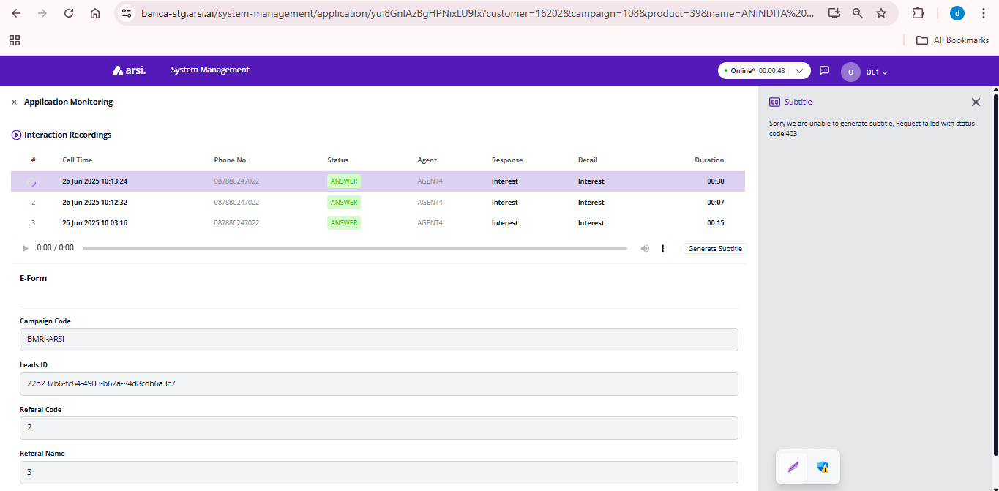 banca-stg.arsi.ai/system-management/application/yui8GnIAzBgHPNixLU9fx?customer=16202&campaign=108&product=39&name=ANINDITA%20...
d
All Bookmarks
arsi.
System Management
Online* 00:00:48
Q
QC1
Application Monitoring
Interaction Recordings
# Call Time Phone No. Status Agent Response Detail Duration
26 Jun 2025 10:13:24 087880247022 ANSWER AGENT4 Interest Interest 00:30
2 26 Jun 2025 10:12:32 087880247022 ANSWER AGENT4 Interest Interest 00:07
3 26 Jun 2025 10:03:16 087880247022 ANSWER AGENT4 Interest Interest 00:15
0:00 / 0:00
Generate Subtitle
E-Form
Campaign Code
BMRI-ARSI
Leads ID
22b237b6-fc64-4903-b62a-84d8cdb6a3c7
Referal Code
2
Referal Name
3
CC Subtitle
Sorry we are unable to generate subtitle, Request failed with status
code 403